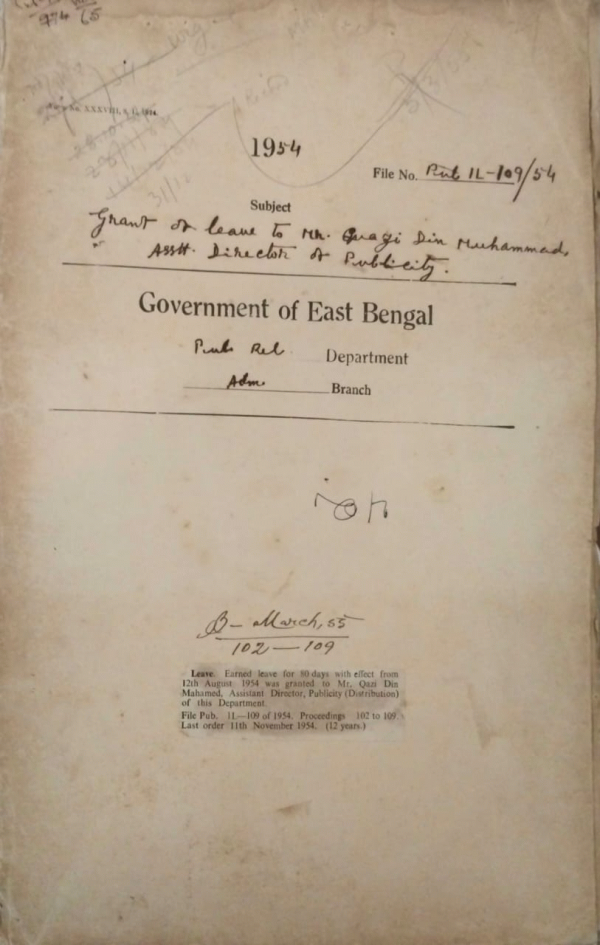 1954
File No. Pub 1L-109/54
Subject
Grant of leave to Mr. Quazi Din Muhammad,
Asstt. Director of Publicity.
Government of East Bengal
Pub. Rel Department
Adm. Branch
B- March, 55
102-109
Leave. Earned leave for 80 days with effect from
12th August 1954 was granted to Mr. Qazi Din
Mahamed, Assistant Director, Publicity (Distribution)
of this Department.
File Pub. 1L-109 of 1954. Proceedings 102 to 109.
Last order 11th November 1954. (12 years.)